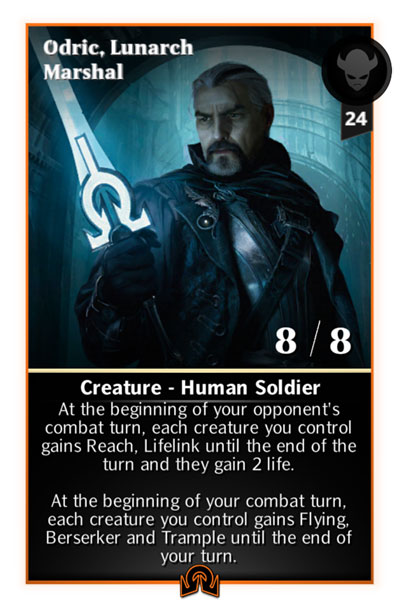 Odric, Lunarch
Marshal
24
8 / 8
Creature - Human Soldier
At the beginning of your opponent's
combat turn, each creature you control
gains Reach, Lifelink until the end of the
turn and they gain 2 life.
At the beginning of your combat turn,
each creature you control gains Flying,
Berserker and Trample until the end of
your turn.